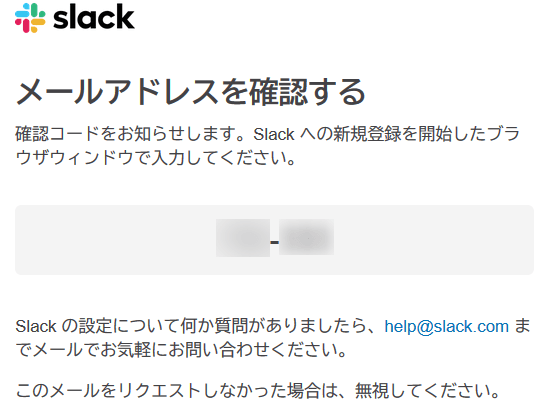 slack
メールアドレスを確認する
確認コードをお知らせします。Slack への新規登録を開始したブラ
ウザウィンドウで入力してください。
-
Slack の設定について何か質問がありましたら、help@slack.com ま
でメールでお気軽にお問い合わせください。
このメールをリクエストしなかった場合は、無視してください。